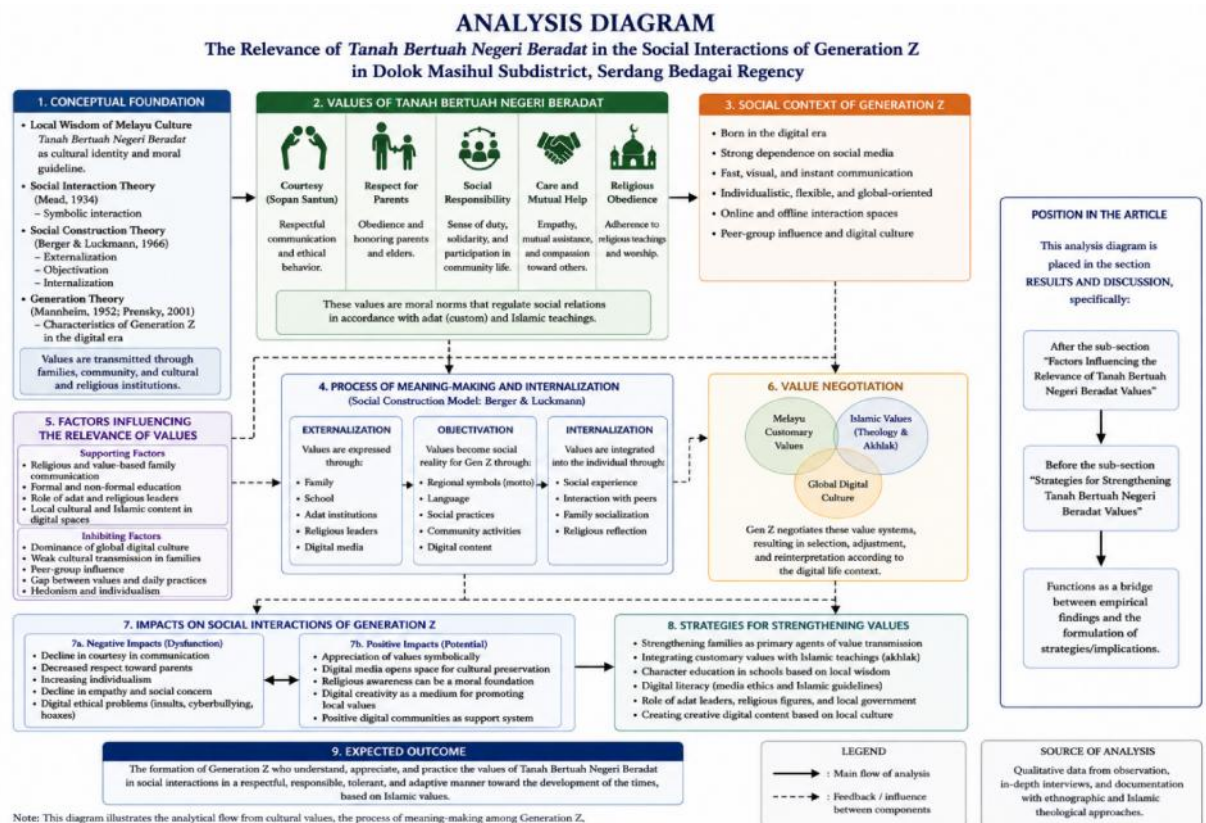 ANALYSIS DIAGRAM
The Relevance of Tanah Bertuah Negeri Beradat in the Social Interactions of Generation Z
in Dolok Masihul Subdistrict, Serdang Bedagai Regency
1. CONCEPTUAL FOUNDATION
• Local Wisdom of Melayu Culture
Tanah Bertuah Negeri Beradat
as cultural identity and moral
guideline.
• Social Interaction Theory
(Mead, 1934)
– Symbolic interaction
• Social Construction Theory
(Berger & Luckmann, 1966)
– Externalization
– Objectivation
– Internalization
• Generation Theory
(Mannheim, 1952; Prensky, 2001)
– Characteristics of Generation Z
in the digital era
Values are transmitted through
families, community, and cultural
and religious institutions.
2. VALUES OF TANAH BERTUAH NEGERI BERADAT
Courtesy
(Sopan Santun)
Respectful
communication
and ethical
behavior.
Respect for
Parents
Obedience and
honoring parents
and elders.
Social
Responsibility
Sense of duty,
solidarity, and
participation in
community life.
Care and
Mutual Help
Empathy,
mutual assistance,
and compassion
toward others.
Religious
Obedience
Adherence to
religious teachings
and worship.
These values are moral norms that regulate social relations
in accordance with adat (custom) and Islamic teachings.
3. SOCIAL CONTEXT OF GENERATION Z
• Born in the digital era
• Strong dependence on social media
• Fast, visual, and instant communication
• Individualistic, flexible, and global-oriented
• Online and offline interaction spaces
• Peer-group influence and digital culture
4. PROCESS OF MEANING-MAKING AND INTERNALIZATION
(Social Construction Model: Berger & Luckmann)
EXTERNALIZATION
Values are expressed
through:
• Family
• School
• Adat institutions
• Religious leaders
• Digital media
OBJECTIVATION
Values become social
reality for Gen Z through:
• Regional symbols (motto)
• Language
• Social practices
• Community activities
• Digital content
INTERNALIZATION
Values are integrated
into the individual through:
• Social experience
• Interaction with peers
• Family socialization
• Religious reflection
5. FACTORS INFLUENCING
THE RELEVANCE OF VALUES
Supporting Factors
• Religious and value-based family
communication
• Formal and non-formal education
• Role of adat and religious leaders
• Local cultural and Islamic content in
digital spaces
Inhibiting Factors
• Dominance of global digital culture
• Weak cultural transmission in families
• Peer-group influence
• Gap between values and daily practices
• Hedonism and individualism
6. VALUE NEGOTIATION
Melayu
Customary
Values
Islamic Values
(Theology &
Akhlak)
Global Digital
Culture
Gen Z negotiates these value systems,
resulting in selection, adjustment,
and reinterpretation according to
the digital life context.
7. IMPACTS ON SOCIAL INTERACTIONS OF GENERATION Z
7a. Negative Impacts (Dysfunction)
• Decline in courtesy in communication
• Decreased respect toward parents
• Increasing individualism
• Decline in empathy and social concern
• Digital ethical problems (insults, cyberbullying,
hoaxes)
7b. Positive Impacts (Potential)
• Appreciation of values symbolically
• Digital media opens space for cultural preservation
• Religious awareness can be a moral foundation
• Digital creativity as a medium for promoting
local values
• Positive digital communities as support system
8. STRATEGIES FOR STRENGTHENING VALUES
• Strengthening families as primary agents of value transmission
• Integrating customary values with Islamic teachings (akhlak)
• Character education in schools based on local wisdom
• Digital literacy (media ethics and Islamic guidelines)
• Role of adat leaders, religious figures, and local government
• Creating creative digital content based on local culture
POSITION IN THE ARTICLE
This analysis diagram is
placed in the section
RESULTS AND DISCUSSION,
specifically:
After the sub-section
"Factors Influencing the
Relevance of Tanah Bertuah
Negeri Beradat Values"
Before the sub-section
"Strategies for Strengthening
Tanah Bertuah Negeri
Beradat Values"
Functions as a bridge
between empirical
findings and the
formulation of
strategies/implications.
9. EXPECTED OUTCOME
The formation of Generation Z who understand, appreciate, and practice the values of Tanah Bertuah Negeri Beradat
in social interactions in a respectful, responsible, tolerant, and adaptive manner toward the development of the times,
based on Islamic values.
LEGEND
: Main flow of analysis
: Feedback / influence
between components
SOURCE OF ANALYSIS
Qualitative data from observation,
in-depth interviews, and documentation
with ethnographic and Islamic
theological approaches.
Note: This diagram illustrates the analytical flow from cultural values, the process of meaning-making among Generation Z,